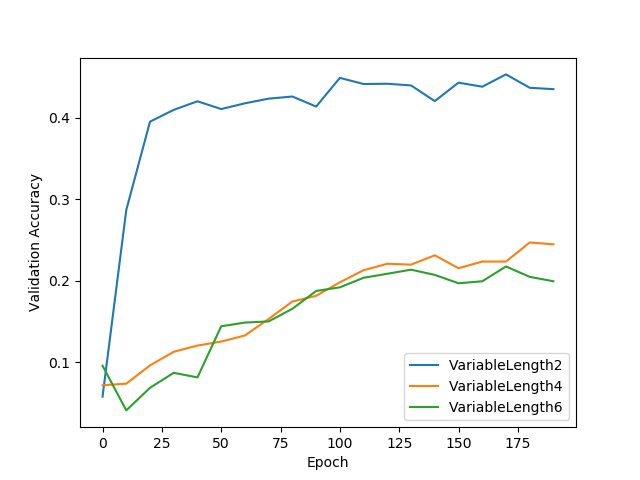 Validation Accuracy
0.4
0.3
0.2
0.1
VariableLength2
VariableLength4
VariableLength6
0 25 50 75 100 125 150 175
Epoch